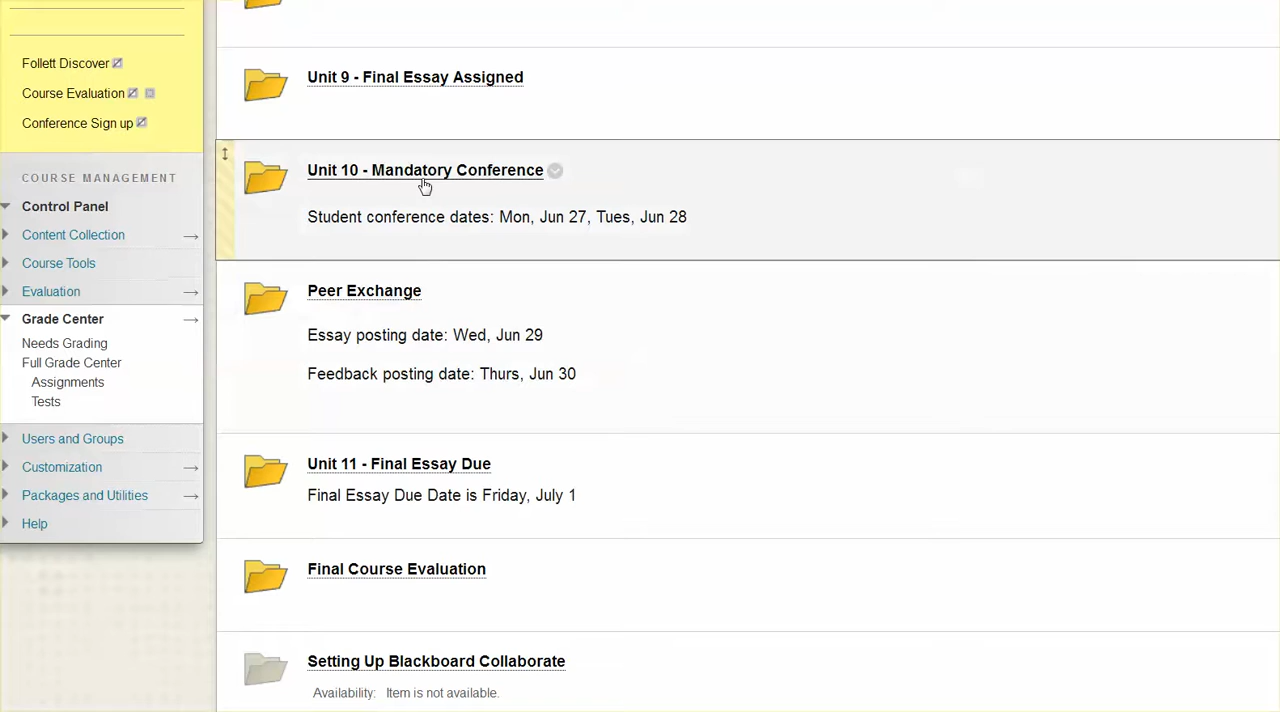 Follett Discover
Course Evaluation
Conference Sign up
COURSE MANAGEMENT
Control Panel
Content Collection
Course Tools
Evaluation
Grade Center
Needs Grading
Full Grade Center
Assignments
Tests
Users and Groups
Customization
Packages and Utilities
Help
Unit 9 - Final Essay Assigned
Unit 10 - Mandatory Conference
Student conference dates: Mon, Jun 27, Tues, Jun 28
Peer Exchange
Essay posting date: Wed, Jun 29
Feedback posting date: Thurs, Jun 30
Unit 11 - Final Essay Due
Final Essay Due Date is Friday, July 1
Final Course Evaluation
Setting Up Blackboard Collaborate
Availability: Item is not available.